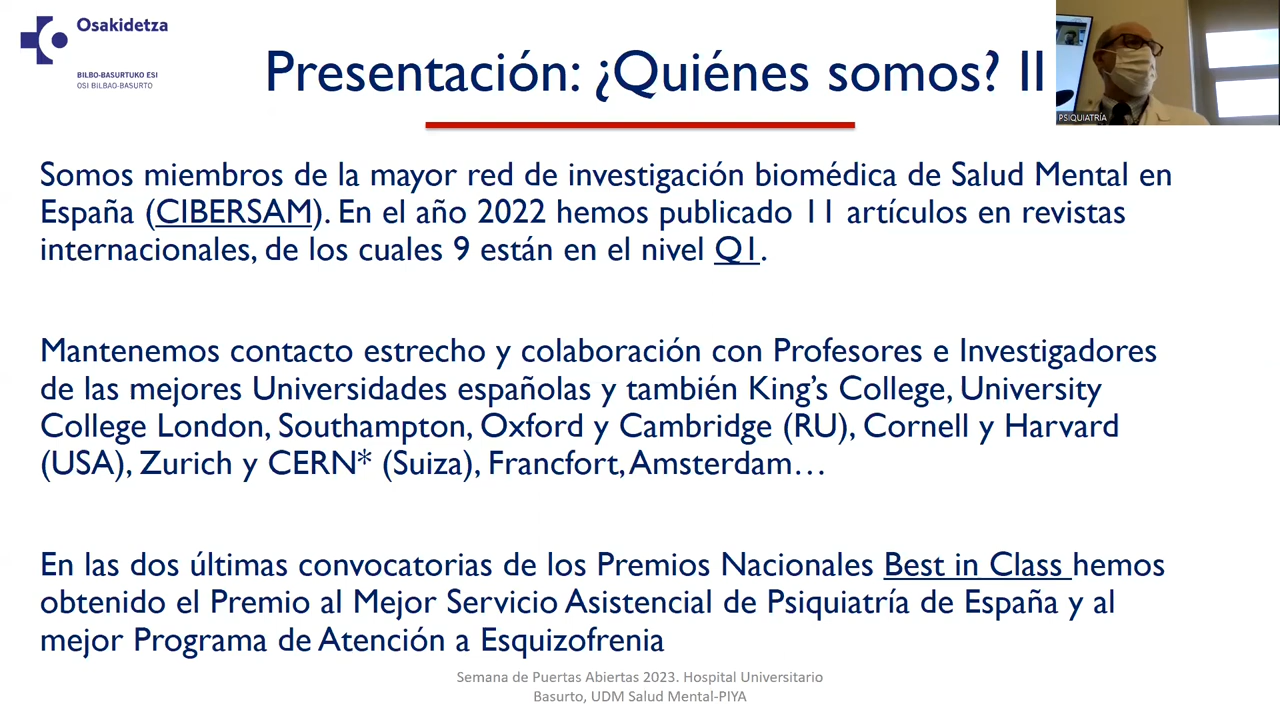 Osakidetza
BILBO-BASURTUKO ESI
OSI BILBAO-BASURTO
Presentación: ¿Quiénes somos? II
PSIQUIATRÍA
Somos miembros de la mayor red de investigación biomédica de Salud Mental en
España (CIBERSAM). En el año 2022 hemos publicado 11 artículos en revistas
internacionales, de los cuales 9 están en el nivel Q1.
Mantenemos contacto estrecho y colaboración con Profesores e Investigadores
de las mejores Universidades españolas y también King's College, University
College London, Southampton, Oxford y Cambridge (RU), Cornell y Harvard
(USA), Zurich y CERN* (Suiza), Francfort, Amsterdam…
En las dos últimas convocatorias de los Premios Nacionales Best in Class hemos
obtenido el Premio al Mejor Servicio Asistencial de Psiquiatría de España y al
mejor Programa de Atención a Esquizofrenia
Semana de Puertas Abiertas 2023. Hospital Universitario
Basurto, UDM Salud Mental-PIYA